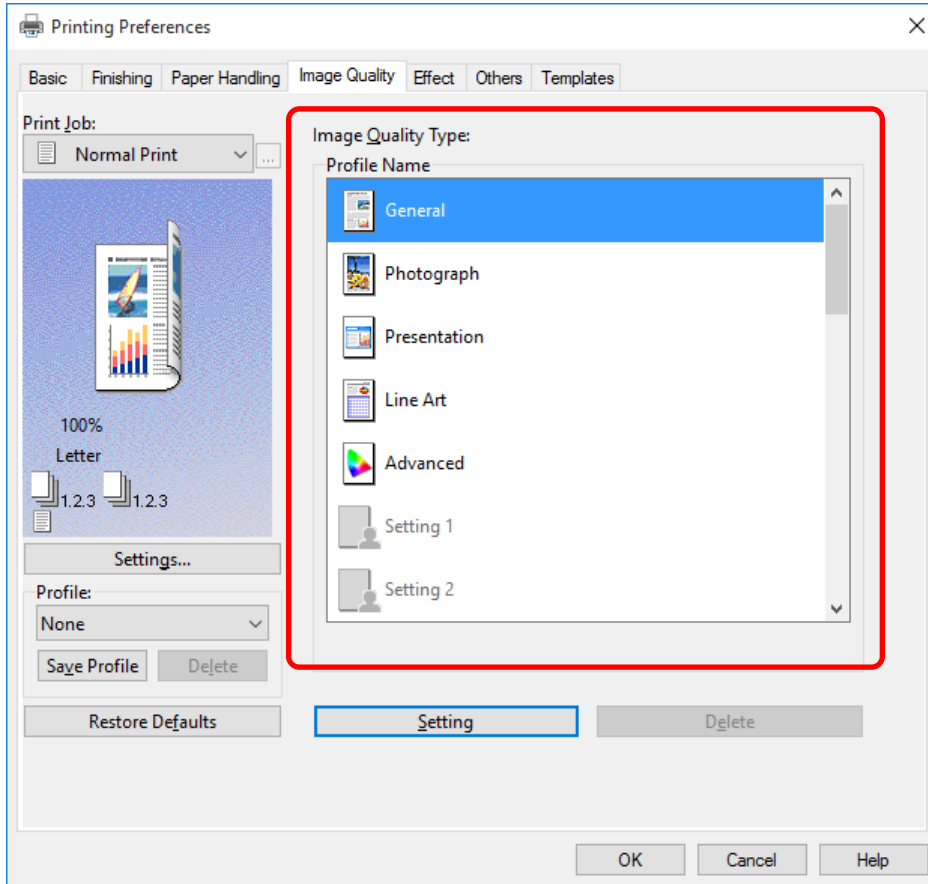 Printing Preferences
Basic Finishing Paper Handling Image Quality Effect Others Templates
Print Job:
Normal Print
...
100%
Letter
1.2.3 1.2.3
Settings...
Profile:
None
Save Profile Delete
Restore Defaults
Image Quality Type:
Profile Name
General
Photograph
Presentation
Line Art
Advanced
Setting 1
Setting 2
Setting Delete
OK Cancel Help